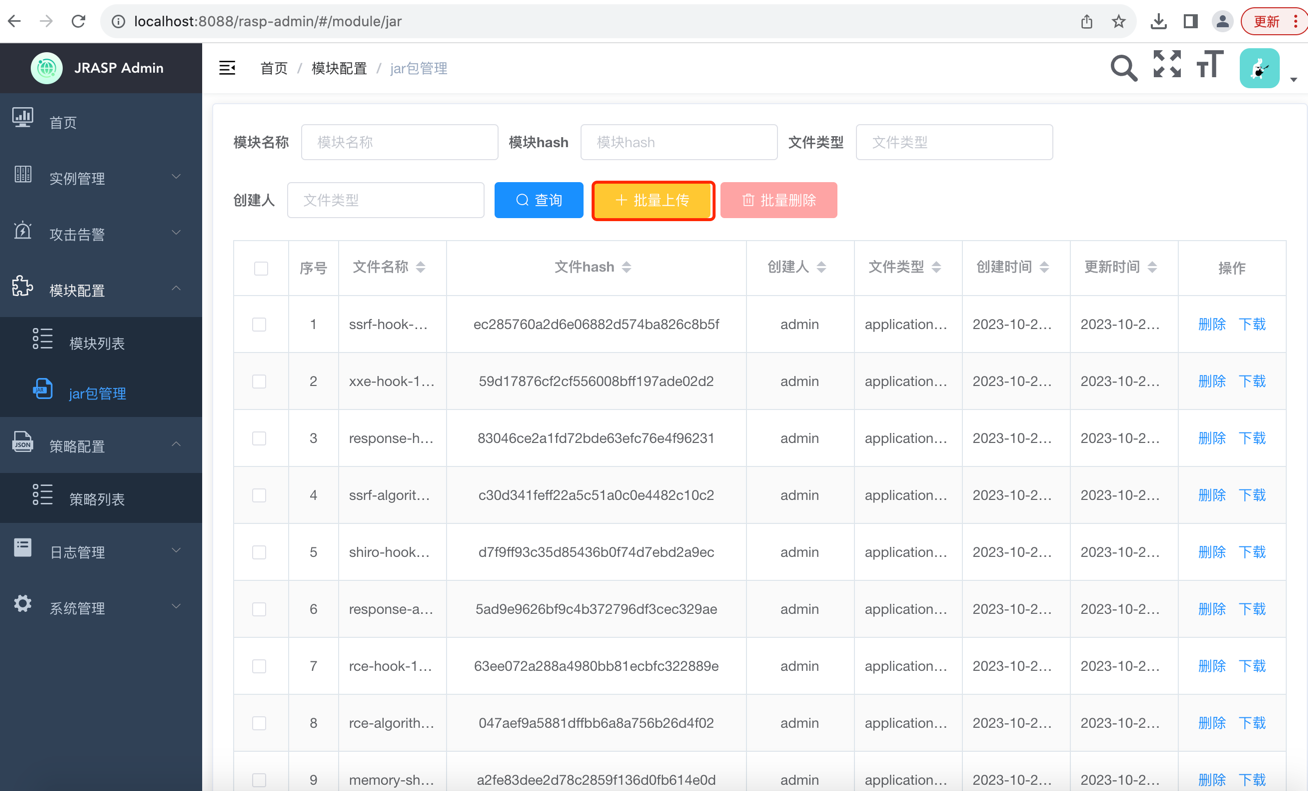 localhost:8088/rasp-admin/#/module/jar
更新
JRASP Admin
首页 / 模块配置 / jar包管理
首页
实例管理
攻击告警
模块配置
模块列表
jar包管理
策略配置
策略列表
日志管理
系统管理
模块名称 模块名称 模块hash 模块hash 文件类型 文件类型
创建人 文件类型 查询 批量上传 批量删除
序号 文件名称 文件hash 创建人 文件类型 创建时间 更新时间 操作
1 ssrf-hook-... ec285760a2d6e06882d574ba826c8b5f admin application... 2023-10-2... 2023-10-2... 删除 下载
2 xxe-hook-1... 59d17876cf2cf556008bff197ade02d2 admin application... 2023-10-2... 2023-10-2... 删除 下载
3 response-h... 83046ce2a1fd72bde63efc76e4f96231 admin application... 2023-10-2... 2023-10-2... 删除 下载
4 ssrf-algorit... c30d341feff22a5c51a0c0e4482c10c2 admin application... 2023-10-2... 2023-10-2... 删除 下载
5 shiro-hook... d7f9ff93c35d85436b0f74d7ebd2a9ec admin application... 2023-10-2... 2023-10-2... 删除 下载
6 response-a... 5ad9e9626bf9c4b372796df3cec329ae admin application... 2023-10-2... 2023-10-2... 删除 下载
7 rce-hook-1... 63ee072a288a4980bb81ecbfc322889e admin application... 2023-10-2... 2023-10-2... 删除 下载
8 rce-algorith... 047aef9a5881dffbb6a8a756b26d4f02 admin application... 2023-10-2... 2023-10-2... 删除 下载
9 memory-sh... a2fe83dee2d78c2859f136d0fb614e0d admin application... 2023-10-2... 2023-10-2... 删除 下载